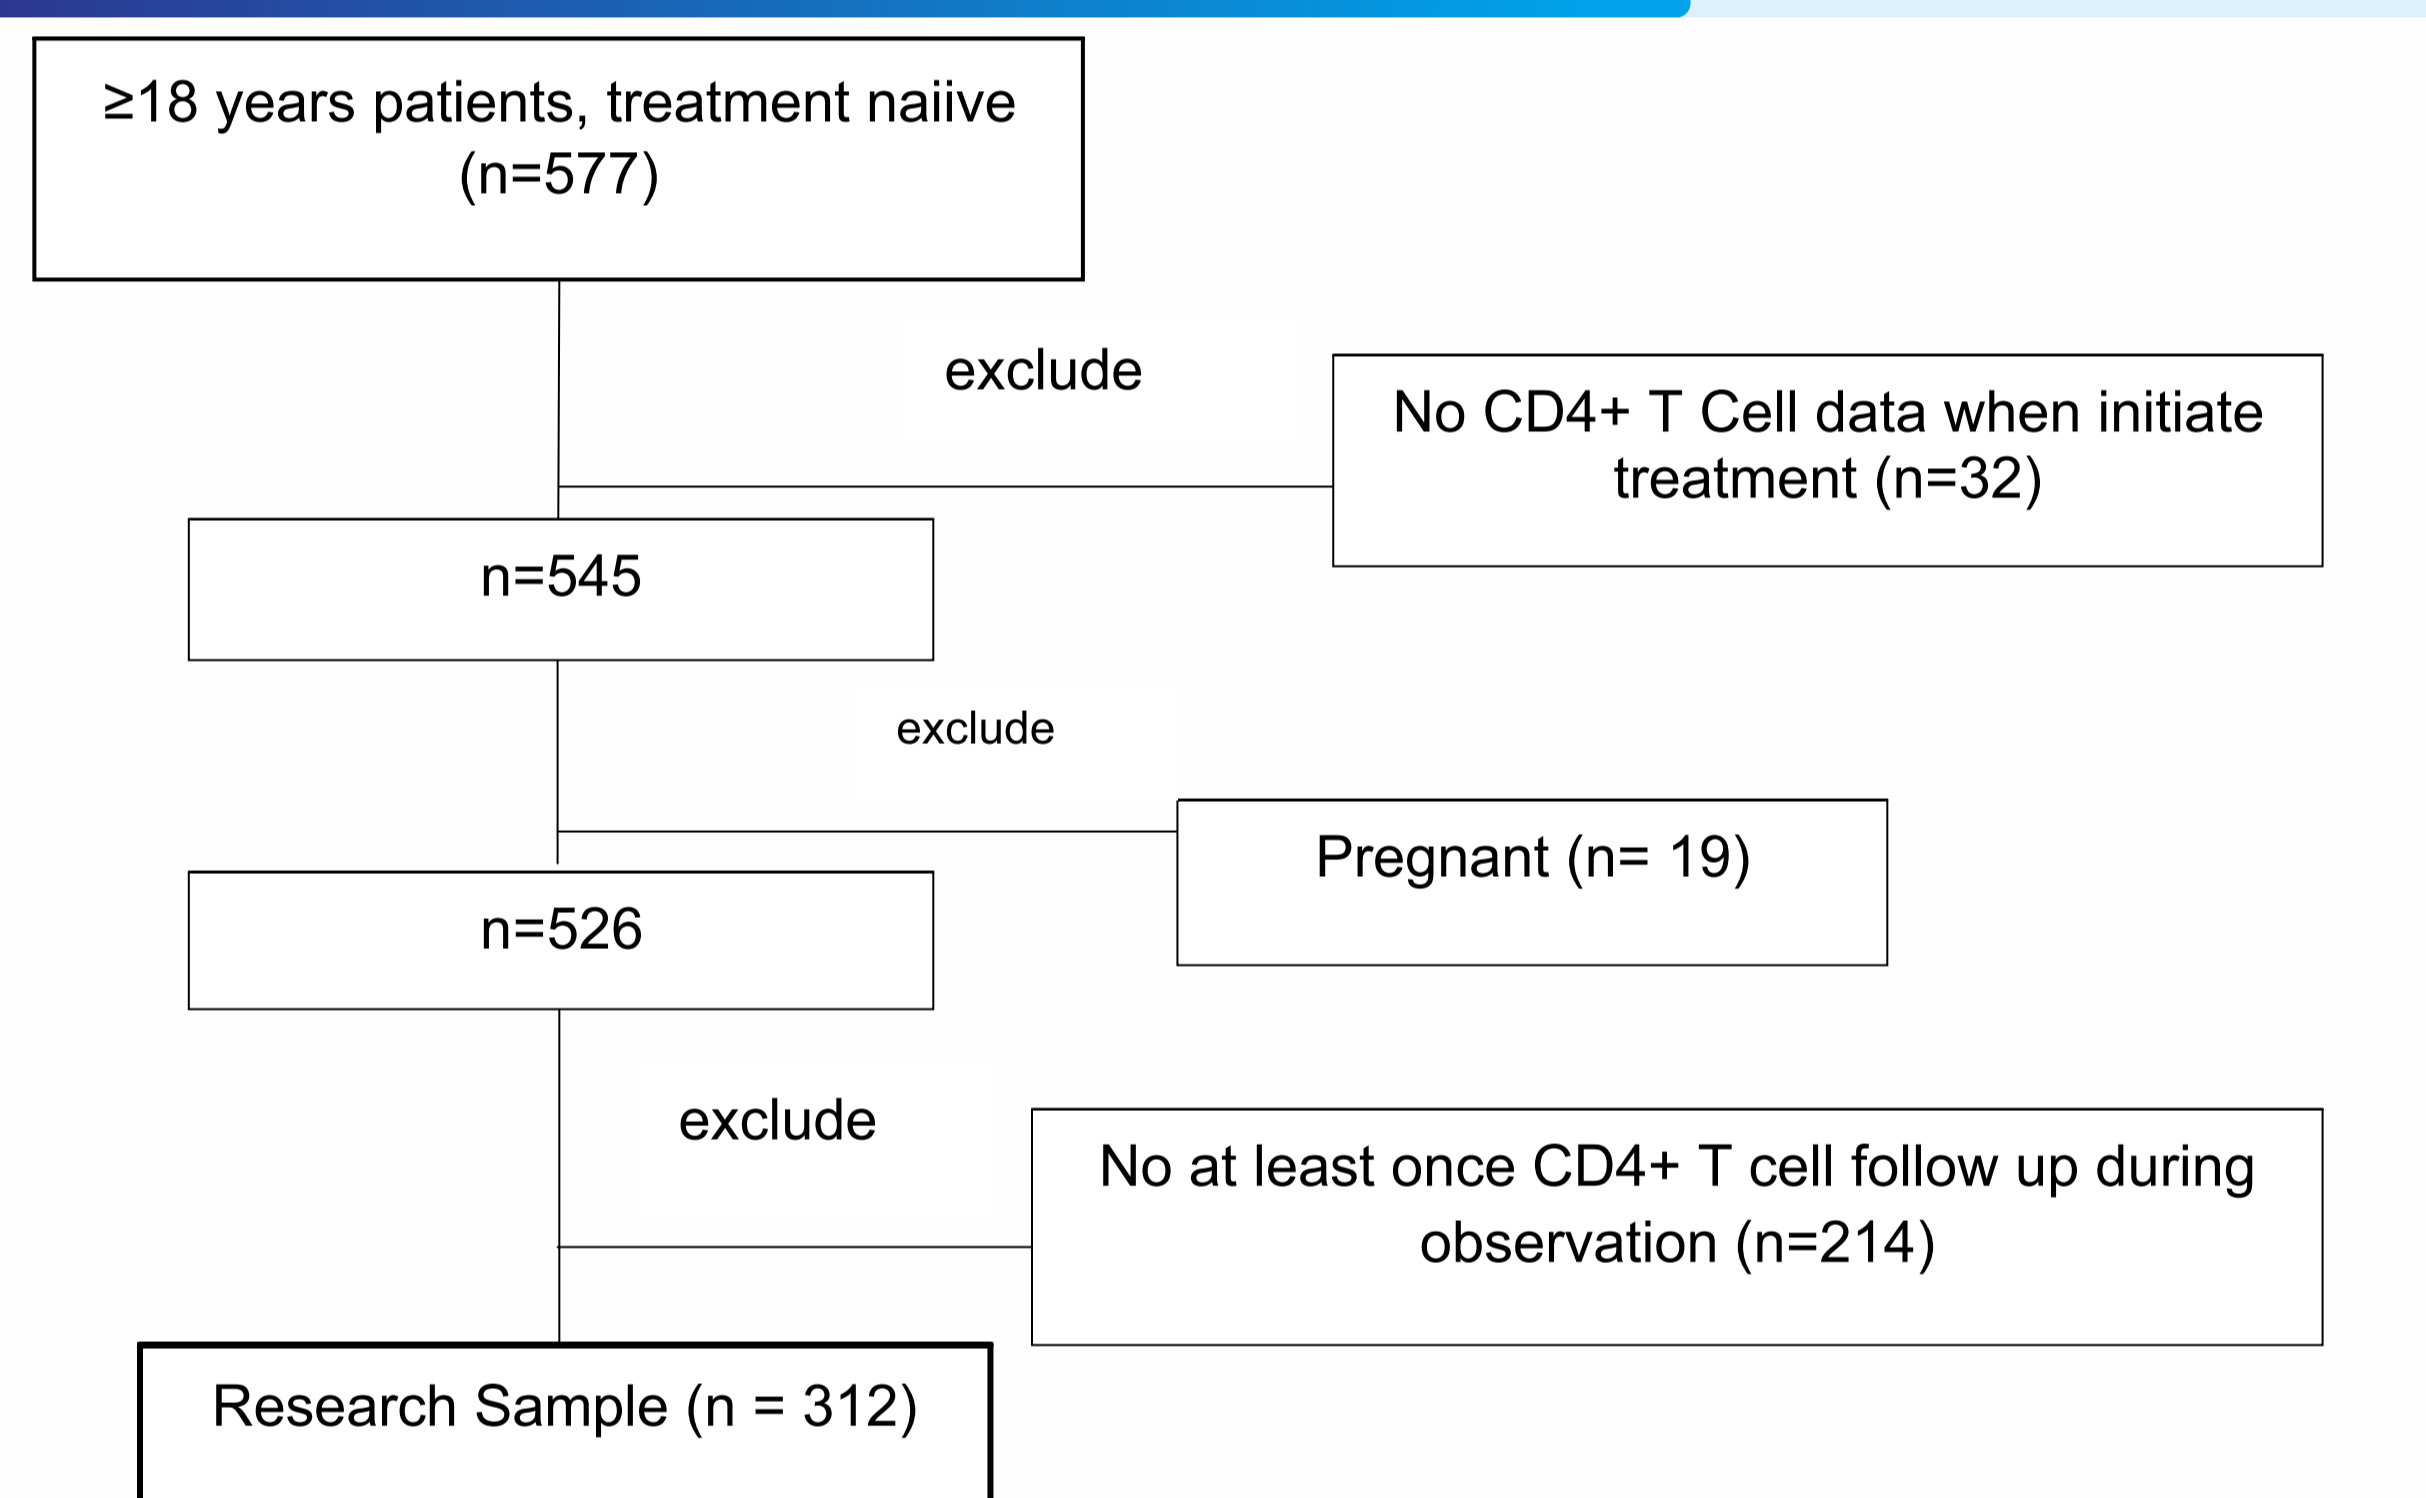 ≥18 years patients, treatment naiive
(n=577)
exclude
No CD4+ T Cell data when initiate
treatment (n=32)
n=545
exclude
Pregnant (n= 19)
n=526
exclude
No at least once CD4+ T cell follow up during
observation (n=214)
Research Sample (n = 312)